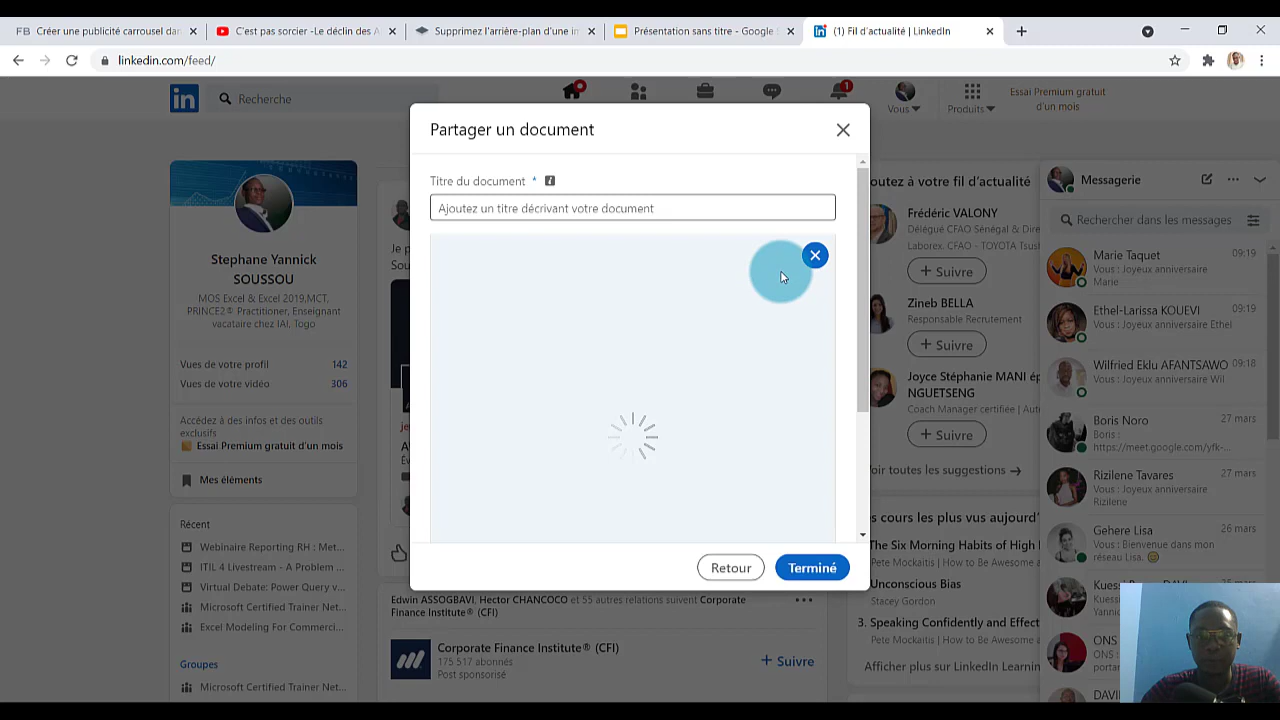 FB Créer une publicité carrousel dan
C'est pas sorcier -Le déclin des A
Supprimez l'arrière-plan d'une in
Présentation sans titre - Google S
(1) Fil d'actualité | LinkedIn
linkedin.com/feed/
in
Recherche
1
Vous
Produits
Essai Premium gratuit
d'un mois
Stephane Yannick
SOUSSOU
MOS Excel & Excel 2019,MCT,
PRINCE2® Practitioner, Enseignant
vacataire chez IAI. Togo
Vues de votre profil 142
Vues de votre vidéo 306
Accédez à des infos et des outils
exclusifs
Essai Premium gratuit d'un mois
Mes éléments
Récent
Webinaire Reporting RH : Met...
ITIL 4 Livestream - A Problem ...
Virtual Debate: Power Query v...
Microsoft Certified Trainer Net...
Excel Modeling For Commerci...
Groupes
Microsoft Certified Trainer Net...
Je p
Sou
Partager un document
Titre du document *
Ajoutez un titre décrivant votre document
Retour
Terminé
Edwin ASSOGBAVI, Hector CHANCOCO et 55 autres relations suivent Corporate
Finance Institute® (CFI)
Corporate Finance Institute® (CFI)
175 517 abonnés
Post sponsorisé
+ Suivre
outez à votre fil d'actualité
Frédéric VALONY
Délégué CFAO Sénégal & Dire
Laborex. CFAO - TOYOTA Tsush
+ Suivre
Zineb BELLA
Responsable Recrutement
+ Suivre
Joyce Stéphanie MANI ép
NGUETSENG
Coach Manager certifiée | Aut
+ Suivre
oir toutes les suggestions
es cours les plus vus aujourd'
The Six Morning Habits of High
Pete Mockaitis | How to Be Awesome a
Unconscious Bias
Stacey Gordon
3. Speaking Confidently and Effect
Pete Mockaitis | How to Be Awesome a
Afficher plus sur LinkedIn Learnin
Messagerie
Rechercher dans les messages
Marie Taquet 09:19
Vous : Joyeux anniversaire
Marie
Ethel-Larissa KOUEVI 09:19
Vous : Joyeux anniversaire Ethel
Wilfried Eklu AFANTSAWO 09:18
Vous : Joyeux anniversaire Wil
Boris Noro 27 mars
Boris :
https://meet.google.com/yfk-...
Rizilene Tavares 27 mars
Vous : Joyeux anniversaire
Rizilene
Gehere Lisa 26 mars
Vous : Bienvenue dans mon
réseau Lisa.
Kuess
Yannic
ONS
portar
DAVI